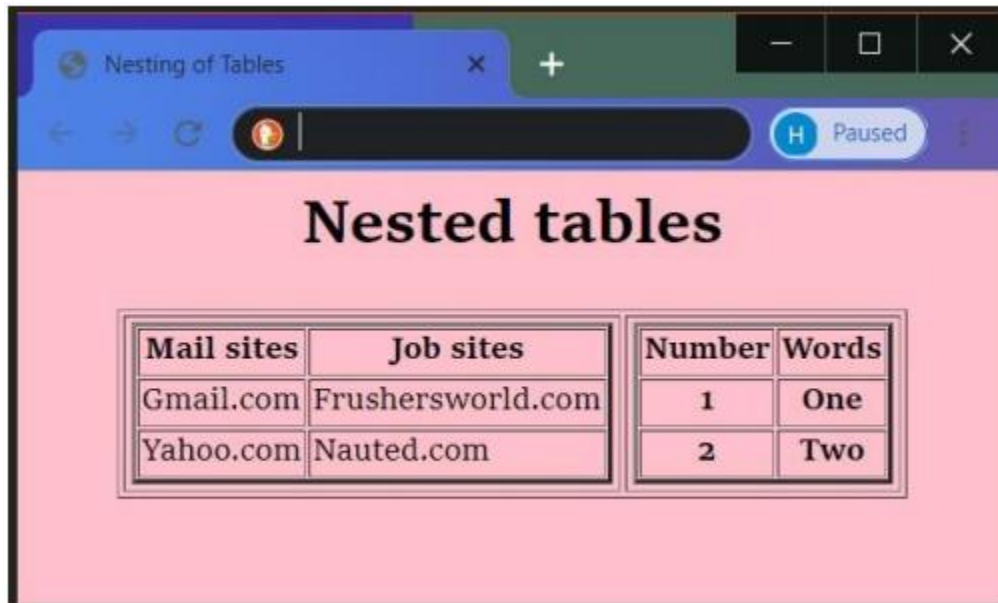 Nesting of Tables
H Paused
Nested tables
Mail sites Job sites Number Words
Gmail.com Frushersworld.com 1 One
Yahoo.com Nauted.com 2 Two